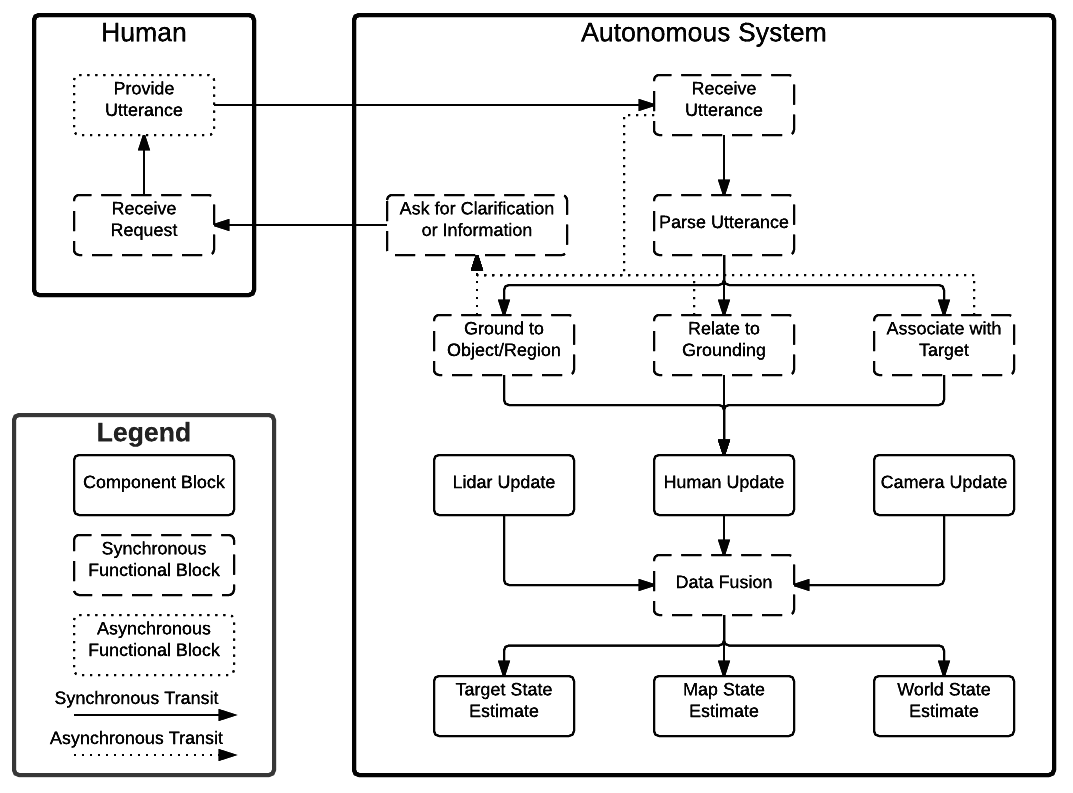 Human
Provide
Utterance
Receive
Request
Autonomous System
Receive
Utterance
Ask for Clarification
or Information
Parse Utterance
Ground to
Object/Region
Relate to
Grounding
Associate with
Target
Lidar Update
Human Update
Camera Update
Data Fusion
Target State
Estimate
Map State
Estimate
World State
Estimate
Legend
Component Block
Synchronous
Functional Block
Asynchronous
Functional Block
Synchronous Transit
Asynchronous Transit